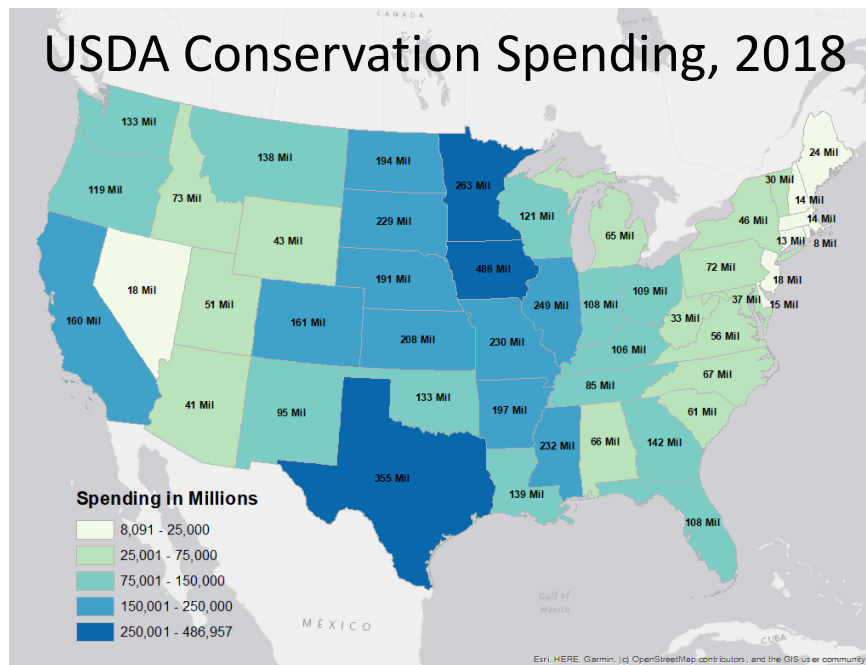 CANADA
USDA Conservation Spending, 2018
133 Mil
138 Mil
194 Mil
263 Mil
24 Mil
119 Mil
73 Mil
30 Mil
14 Mil
121 Mil
229 Mil
46 Mil
14 Mil
65 Mil
43 Mil
13 Mil
8 Mil
486 Mil
72 Mil
191 Mil
18 Mil
18 Mil
51 Mil
249 Mil
108 Mil
109 Mil
37 Mil
15 Mil
160 Mil
161 Mil
33 Mil
56 Mil
208 Mil
230 Mil
106 Mil
67 Mil
85 Mil
133 Mil
41 Mil
95 Mil
197 Mil
61 Mil
232 Mil
66 Mil
142 Mil
355 Mil
139 Mil
108 Mil
Spending in Millions
8,091 - 25,000
25,001 - 75,000
75,001 - 150,000
150,001 - 250,000
250,001 - 486,957
Gulf of
Mexico
MÉXICO
CUBA
Esri, HERE, Garmin, (c) OpenStreetMap contributors, and the GIS user community